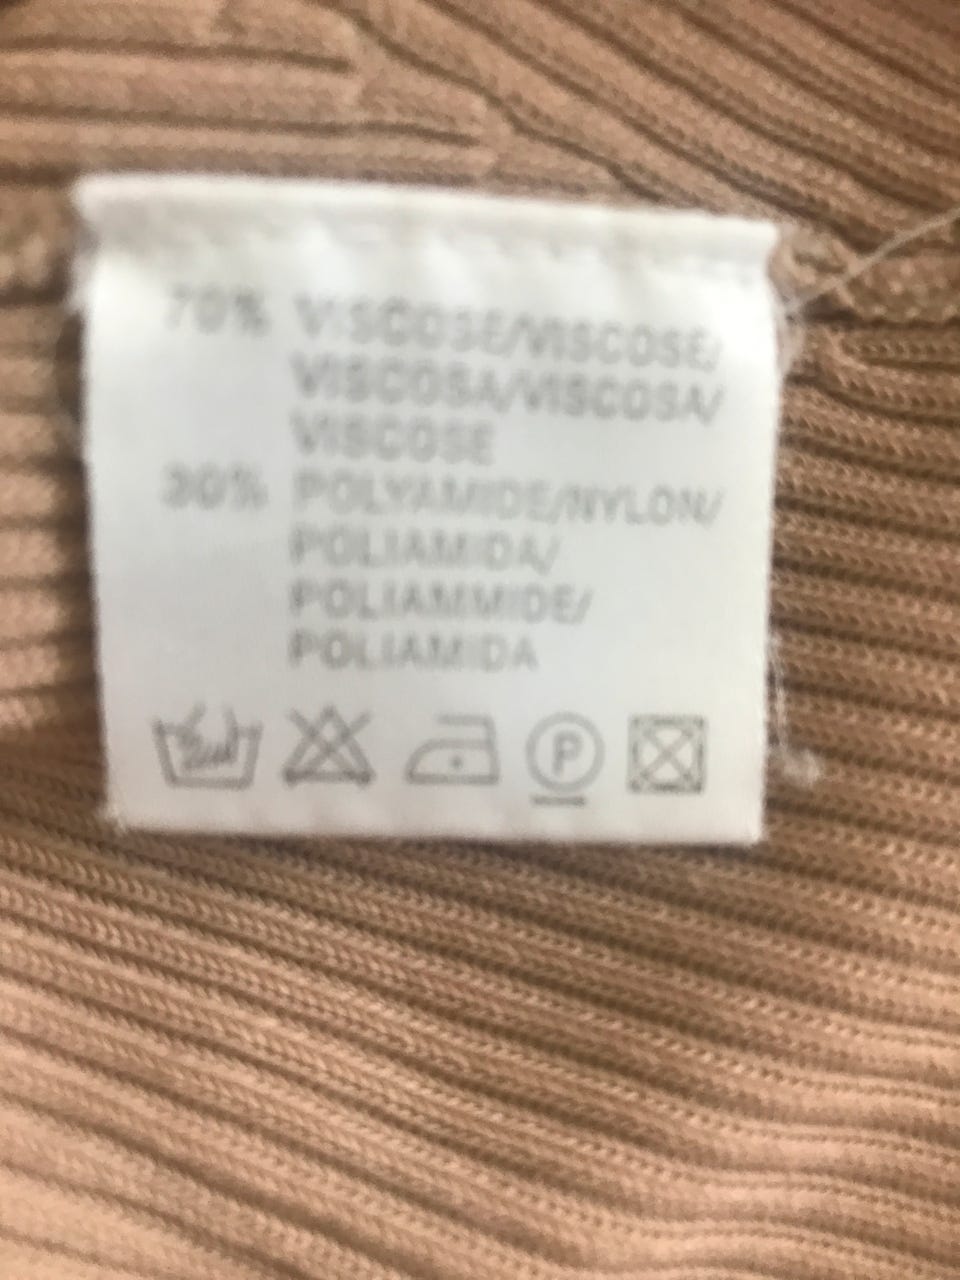 70% VISCOSE/VISCOSE/
VISCOSA/VISCOSA/
VISCOSE
30% POLYAMIDE/NYLON/
POLIAMIDA/
POLIAMMIDE/
POLIAMIDA
P